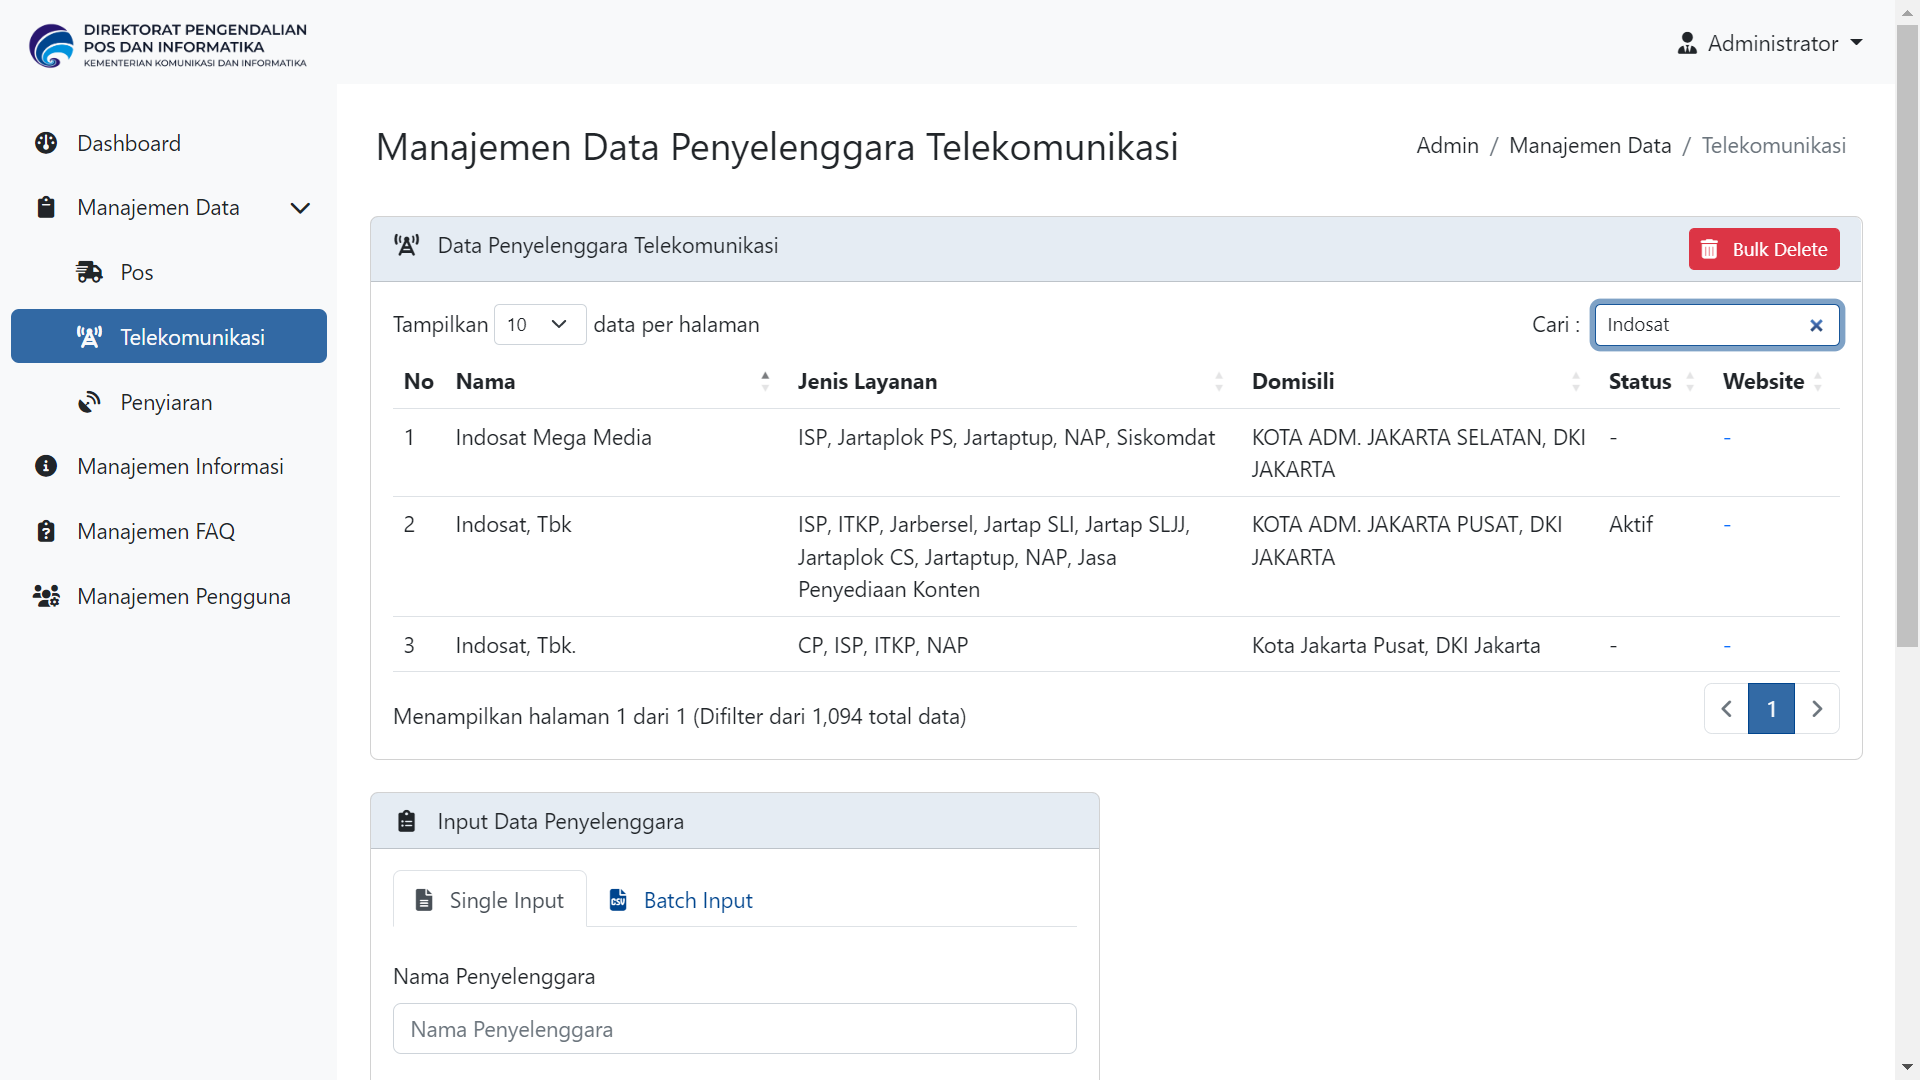 DIREKTORAT PENGENDALIAN
POS DAN INFORMATIKA
KEMENTERIAN KOMUNIKASI DAN INFORMATIKA
Administrator
Dashboard
Manajemen Data
Pos
Telekomunikasi
Penyiaran
Manajemen Informasi
Manajemen FAQ
Manajemen Pengguna
Manajemen Data Penyelenggara Telekomunikasi
Admin / Manajemen Data / Telekomunikasi
Data Penyelenggara Telekomunikasi
Bulk Delete
Tampilkan 10 data per halaman
Cari : Indosat
No Nama Jenis Layanan Domisili Status Website
1 Indosat Mega Media ISP, Jartaplok PS, Jartaptup, NAP, Siskomdat KOTA ADM. JAKARTA SELATAN, DKI - -
JAKARTA
2 Indosat, Tbk ISP, ITKP, Jarbersel, Jartap SLI, Jartap SLJJ, KOTA ADM. JAKARTA PUSAT, DKI Aktif -
Jartaplok CS, Jartaptup, NAP, Jasa JAKARTA
Penyediaan Konten
3 Indosat, Tbk. CP, ISP, ITKP, NAP Kota Jakarta Pusat, DKI Jakarta - -
Menampilkan halaman 1 dari 1 (Difilter dari 1,094 total data)
1
Input Data Penyelenggara
Single Input
CSV Batch Input
Nama Penyelenggara
Nama Penyelenggara